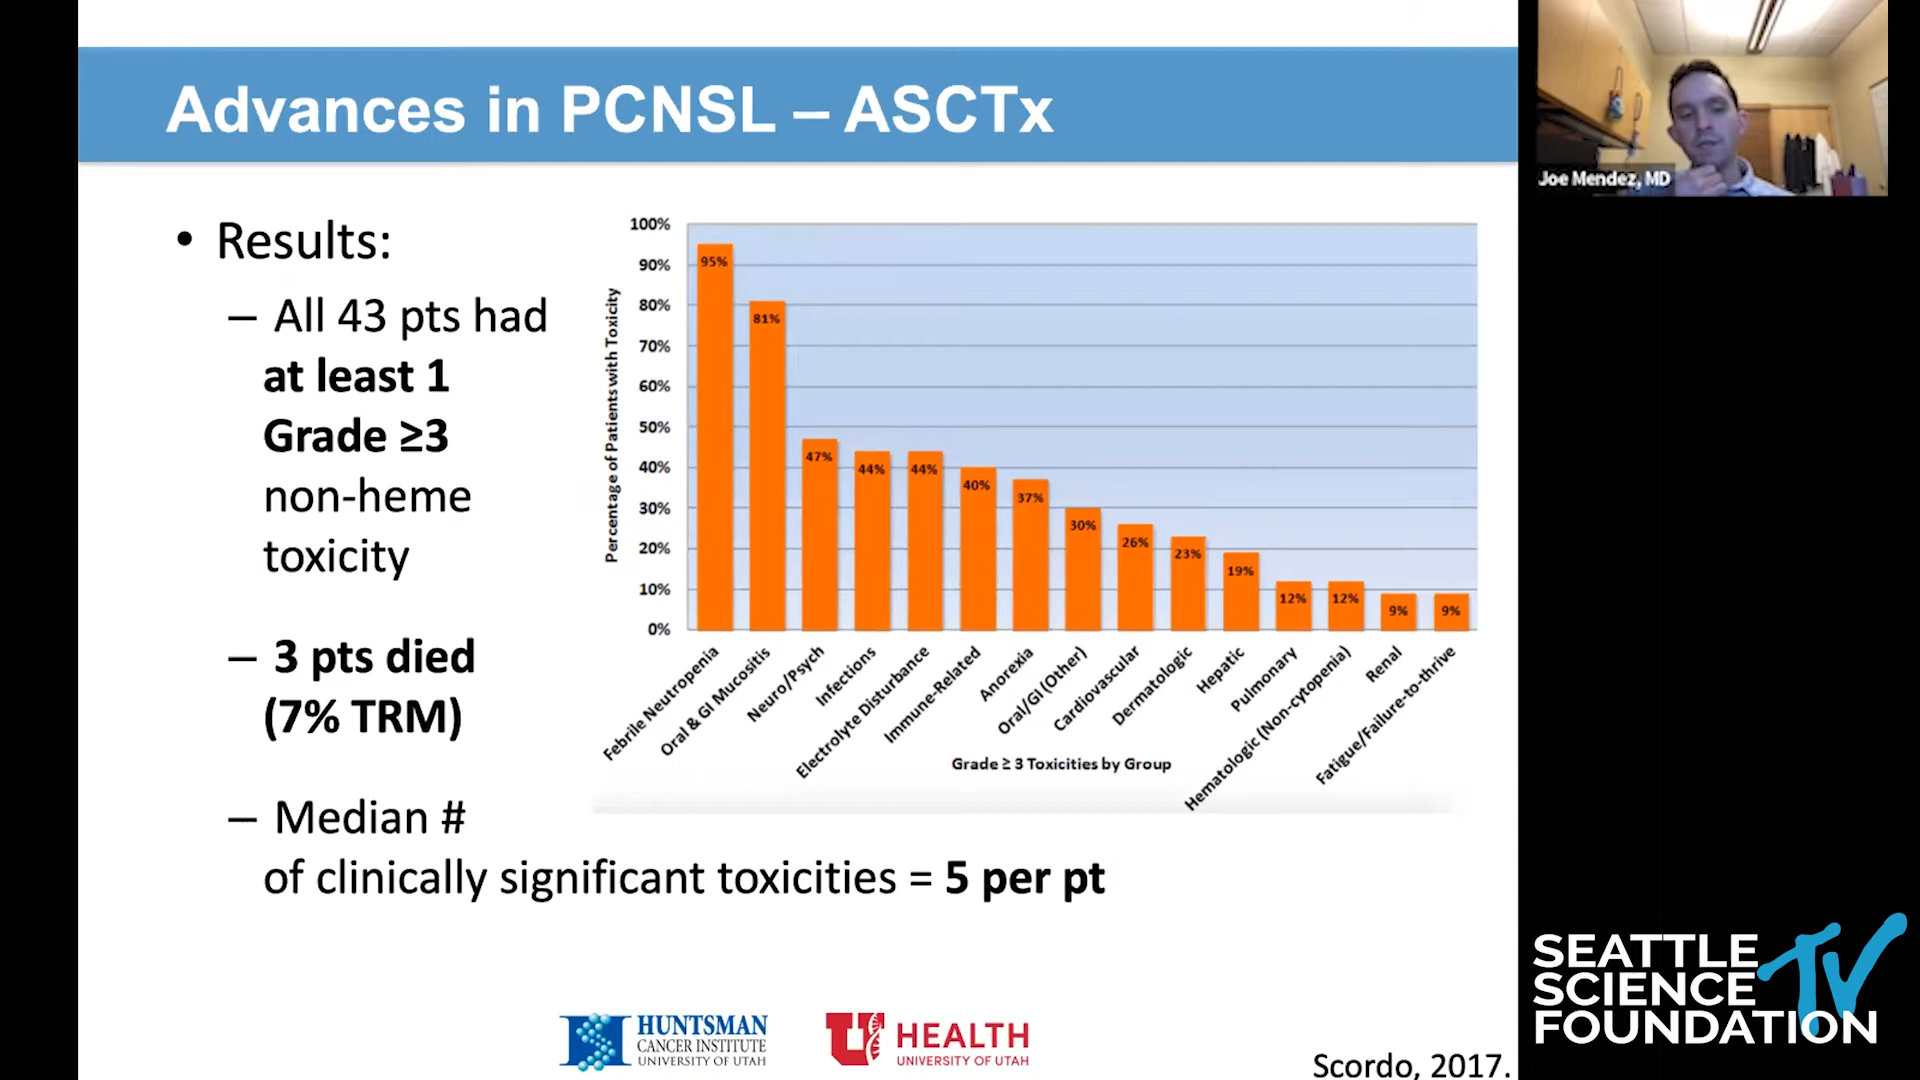 Advances in PCNSL – ASCTx
Joe Mendez, MD
• Results:
– All 43 pts had
at least 1
Grade ≥3
non-heme
toxicity
– 3 pts died
(7% TRM)
– Median #
of clinically significant toxicities = 5 per pt
Percentage of Patients with Toxicity
100%
90%
80%
70%
60%
50%
40%
30%
20%
10%
0%
95%
81%
47%
44%
44%
40%
37%
30%
26%
23%
19%
12%
12%
9%
9%
Febrile Neutropenia
Oral & GI Mucositis
Neuro/Psych
Infections
Electrolyte Disturbance
Immune-Related
Anorexia
Oral/GI (Other)
Cardiovascular
Dermatologic
Hepatic
Pulmonary
Hematologic (Non-cytopenia)
Renal
Fatigue/Failure-to-thrive
Grade ≥ 3 Toxicities by Group
HUNTSMAN
CANCER INSTITUTE
UNIVERSITY OF UTAH
U HEALTH
UNIVERSITY OF UTAH
Scordo, 2017.
SEATTLE
SCIENCE
FOUNDATION
TV